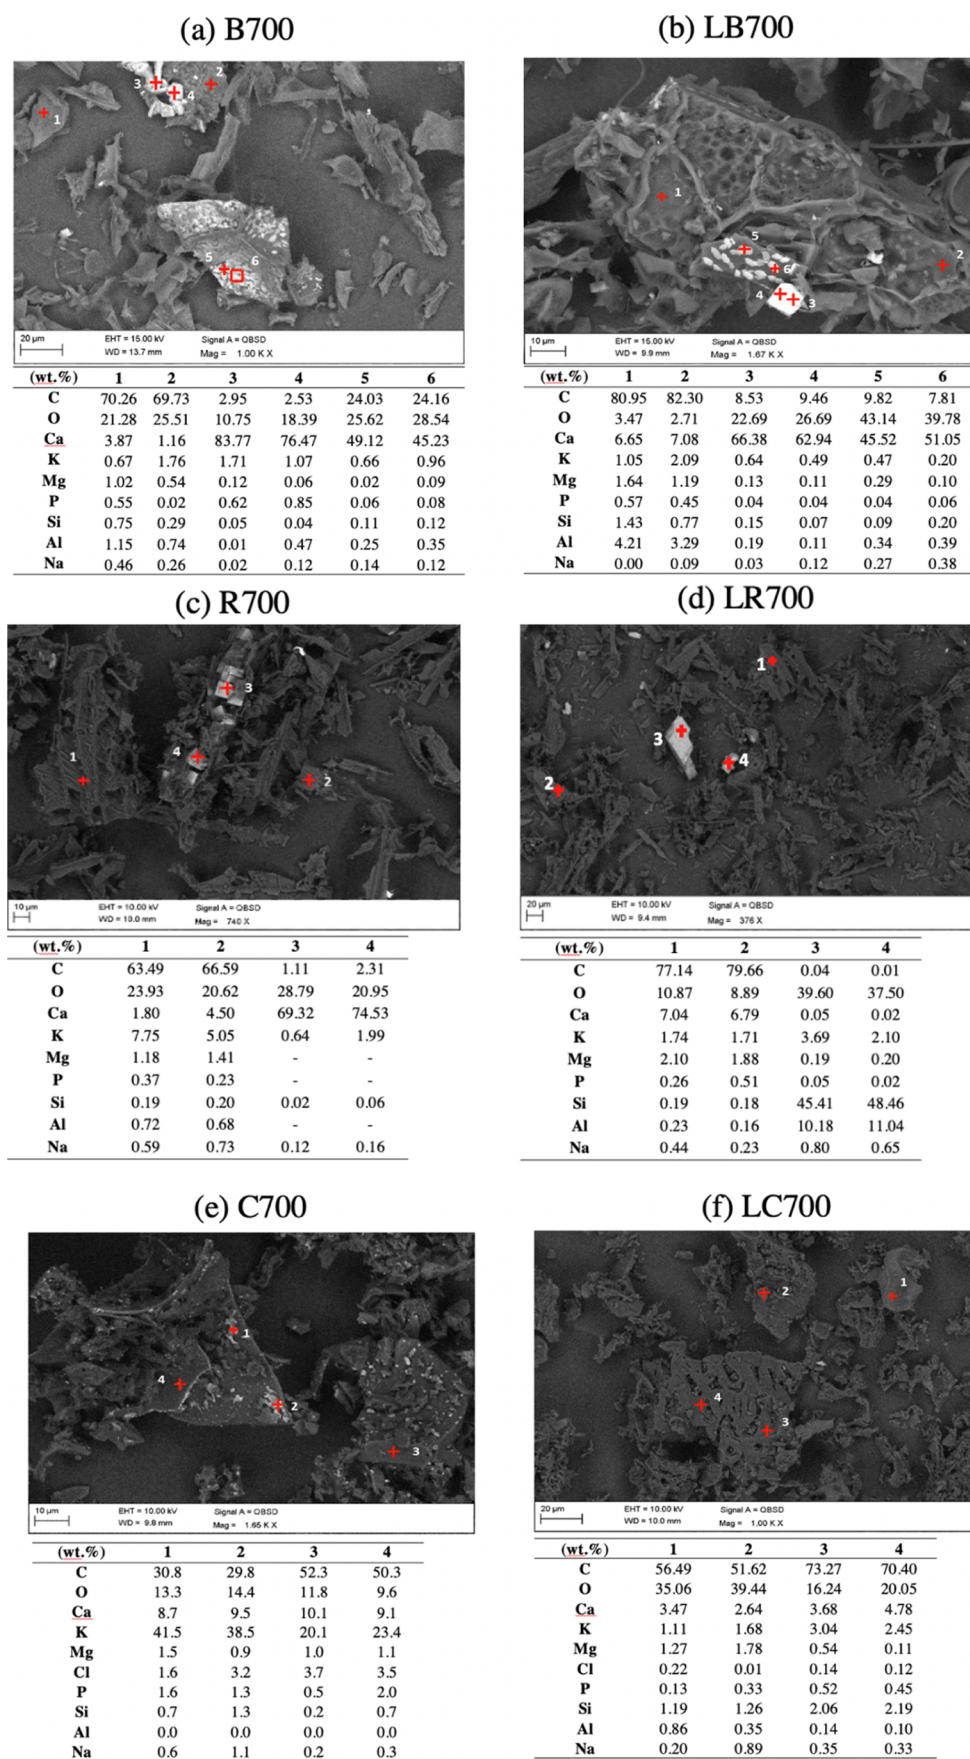 (a) B700
(b) LB700
3
2
4
1
5
6
20 µm
EHT = 15.00 kV
Signal A = QBSD
WD = 13.7 mm
Mag = 1.00 K X
1
5
2
6
4
3
10 µm
EHT = 15.00 kV
Signal A = QBSD
WD = 9.9 mm
Mag = 1.67 K X
(wt.%) 1 2 3 4 5 6
C 70.26 69.73 2.95 2.53 24.03 24.16
O 21.28 25.51 10.75 18.39 25.62 28.54
Ca 3.87 1.16 83.77 76.47 49.12 45.23
K 0.67 1.76 1.71 1.07 0.66 0.96
Mg 1.02 0.54 0.12 0.06 0.02 0.09
P 0.55 0.02 0.62 0.85 0.06 0.08
Si 0.75 0.29 0.05 0.04 0.11 0.12
Al 1.15 0.74 0.01 0.47 0.25 0.35
Na 0.46 0.26 0.02 0.12 0.14 0.12
(wt.%) 1 2 3 4 5 6
C 80.95 82.30 8.53 9.46 9.82 7.81
O 3.47 2.71 22.69 26.69 43.14 39.78
Ca 6.65 7.08 66.38 62.94 45.52 51.05
K 1.05 2.09 0.64 0.49 0.47 0.20
Mg 1.64 1.19 0.13 0.11 0.29 0.10
P 0.57 0.45 0.04 0.04 0.04 0.06
Si 1.43 0.77 0.15 0.07 0.09 0.20
Al 4.21 3.29 0.19 0.11 0.34 0.39
Na 0.00 0.09 0.03 0.12 0.27 0.38
(c) R700
(d) LR700
3
1
4
2
10 µm
EHT = 10.00 kV
Signal A = QBSD
WD = 10.0 mm
Mag = 740 X
1
3
4
2
20 µm
EHT = 10.00 kV
Signal A = QBSD
WD = 9.4 mm
Mag = 376 X
(wt.%) 1 2 3 4
C 63.49 66.59 1.11 2.31
O 23.93 20.62 28.79 20.95
Ca 1.80 4.50 69.32 74.53
K 7.75 5.05 0.64 1.99
Mg 1.18 1.41 - -
P 0.37 0.23 - -
Si 0.19 0.20 0.02 0.06
Al 0.72 0.68 - -
Na 0.59 0.73 0.12 0.16
(wt.%) 1 2 3 4
C 77.14 79.66 0.04 0.01
O 10.87 8.89 39.60 37.50
Ca 7.04 6.79 0.05 0.02
K 1.74 1.71 3.69 2.10
Mg 2.10 1.88 0.19 0.20
P 0.26 0.51 0.05 0.02
Si 0.19 0.18 45.41 48.46
Al 0.23 0.16 10.18 11.04
Na 0.44 0.23 0.80 0.65
(e) C700
(f) LC700
1
4
2
3
10 µm
EHT = 10.00 kV
Signal A = QBSD
WD = 9.8 mm
Mag = 1.65 K X
1
2
4
3
20 µm
EHT = 10.00 kV
Signal A = QBSD
WD = 10.0 mm
Mag = 1.00 K X
(wt.%) 1 2 3 4
C 30.8 29.8 52.3 50.3
O 13.3 14.4 11.8 9.6
Ca 8.7 9.5 10.1 9.1
K 41.5 38.5 20.1 23.4
Mg 1.5 0.9 1.0 1.1
Cl 1.6 3.2 3.7 3.5
P 1.6 1.3 0.5 2.0
Si 0.7 1.3 0.2 0.7
Al 0.0 0.0 0.0 0.0
Na 0.6 1.1 0.2 0.3
(wt.%) 1 2 3 4
C 56.49 51.62 73.27 70.40
O 35.06 39.44 16.24 20.05
Ca 3.47 2.64 3.68 4.78
K 1.11 1.68 3.04 2.45
Mg 1.27 1.78 0.54 0.11
Cl 0.22 0.01 0.14 0.12
P 0.13 0.33 0.52 0.45
Si 1.19 1.26 2.06 2.19
Al 0.86 0.35 0.14 0.10
Na 0.20 0.89 0.35 0.33